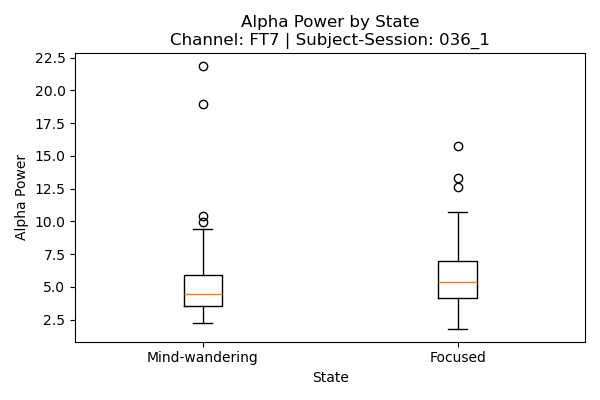 Alpha Power by State
Channel: FT7 | Subject-Session: 036_1
22.5
20.0
17.5
15.0
12.5
10.0
7.5
5.0
2.5
Alpha Power
Mind-wandering
Focused
State